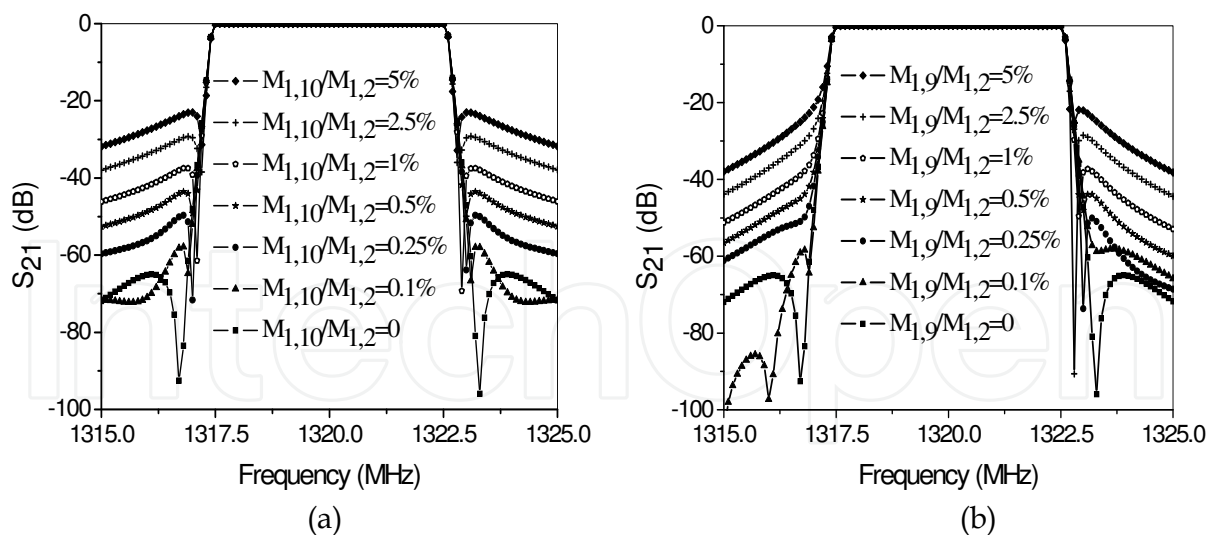 0
-20
-40
-60
-80
-100
S21 (dB)
M1,10/M1,2=5%
M1,10/M1,2=2.5%
M1,10/M1,2=1%
M1,10/M1,2=0.5%
M1,10/M1,2=0.25%
M1,10/M1,2=0.1%
M1,10/M1,2=0
1315.0 1317.5 1320.0 1322.5 1325.0
Frequency (MHz)
(a)
0
-20
-40
-60
-80
-100
S21 (dB)
M1,9/M1,2=5%
M1,9/M1,2=2.5%
M1,9/M1,2=1%
M1,9/M1,2=0.5%
M1,9/M1,2=0.25%
M1,9/M1,2=0.1%
M1,9/M1,2=0
1315.0 1317.5 1320.0 1322.5 1325.0
Frequency (MHz)
(b)
IntechOpen